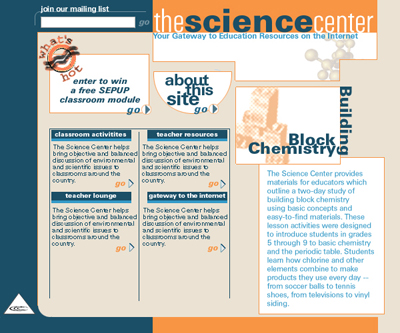 join our mailing list
go
thesciencecenter
Your Gateway to Education Resources on the Internet
what's
hot
enter to win
a free SEPUP
classroom module
go
about
this
site
go
Building
Block
Chemistry
classroom activitites
The Science Center helps
bring objective and balanced
discussion of environmental
and scientific issues to
classrooms around the
country.
go
teacher resources
The Science Center helps
bring objective and balanced
discussion of environmental
and scientific issues to
classrooms around the
country.
go
teacher lounge
The Science Center helps
bring objective and balanced
discussion of environmental
and scientific issues to
classrooms around the
country.
go
gateway to the internet
The Science Center helps
bring objective and balanced
discussion of environmental
and scientific issues to
classrooms around the
country.
go
The Science Center provides
materials for educators which
outline a two-day study of
building block chemistry
using basic concepts and
easy-to-find materials. These
lesson activities were designed
to introduce students in grades
5 through 9 to basic chemistry
and the periodic table. Students
learn how chlorine and other
elements combine to make
products they use every day --
from soccer balls to tennis
shoes, from televisions to vinyl
siding.